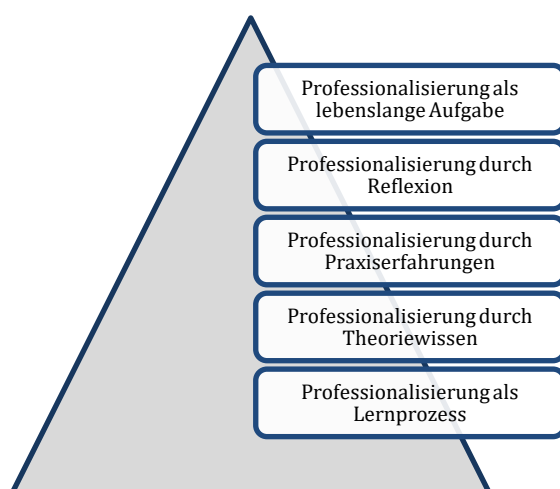 Professionalisierung als
lebenslange Aufgabe
Professionalisierung durch
Reflexion
Professionalisierung durch
Praxiserfahrungen
Professionalisierung durch
Theoriewissen
Professionalisierung als
Lernprozess